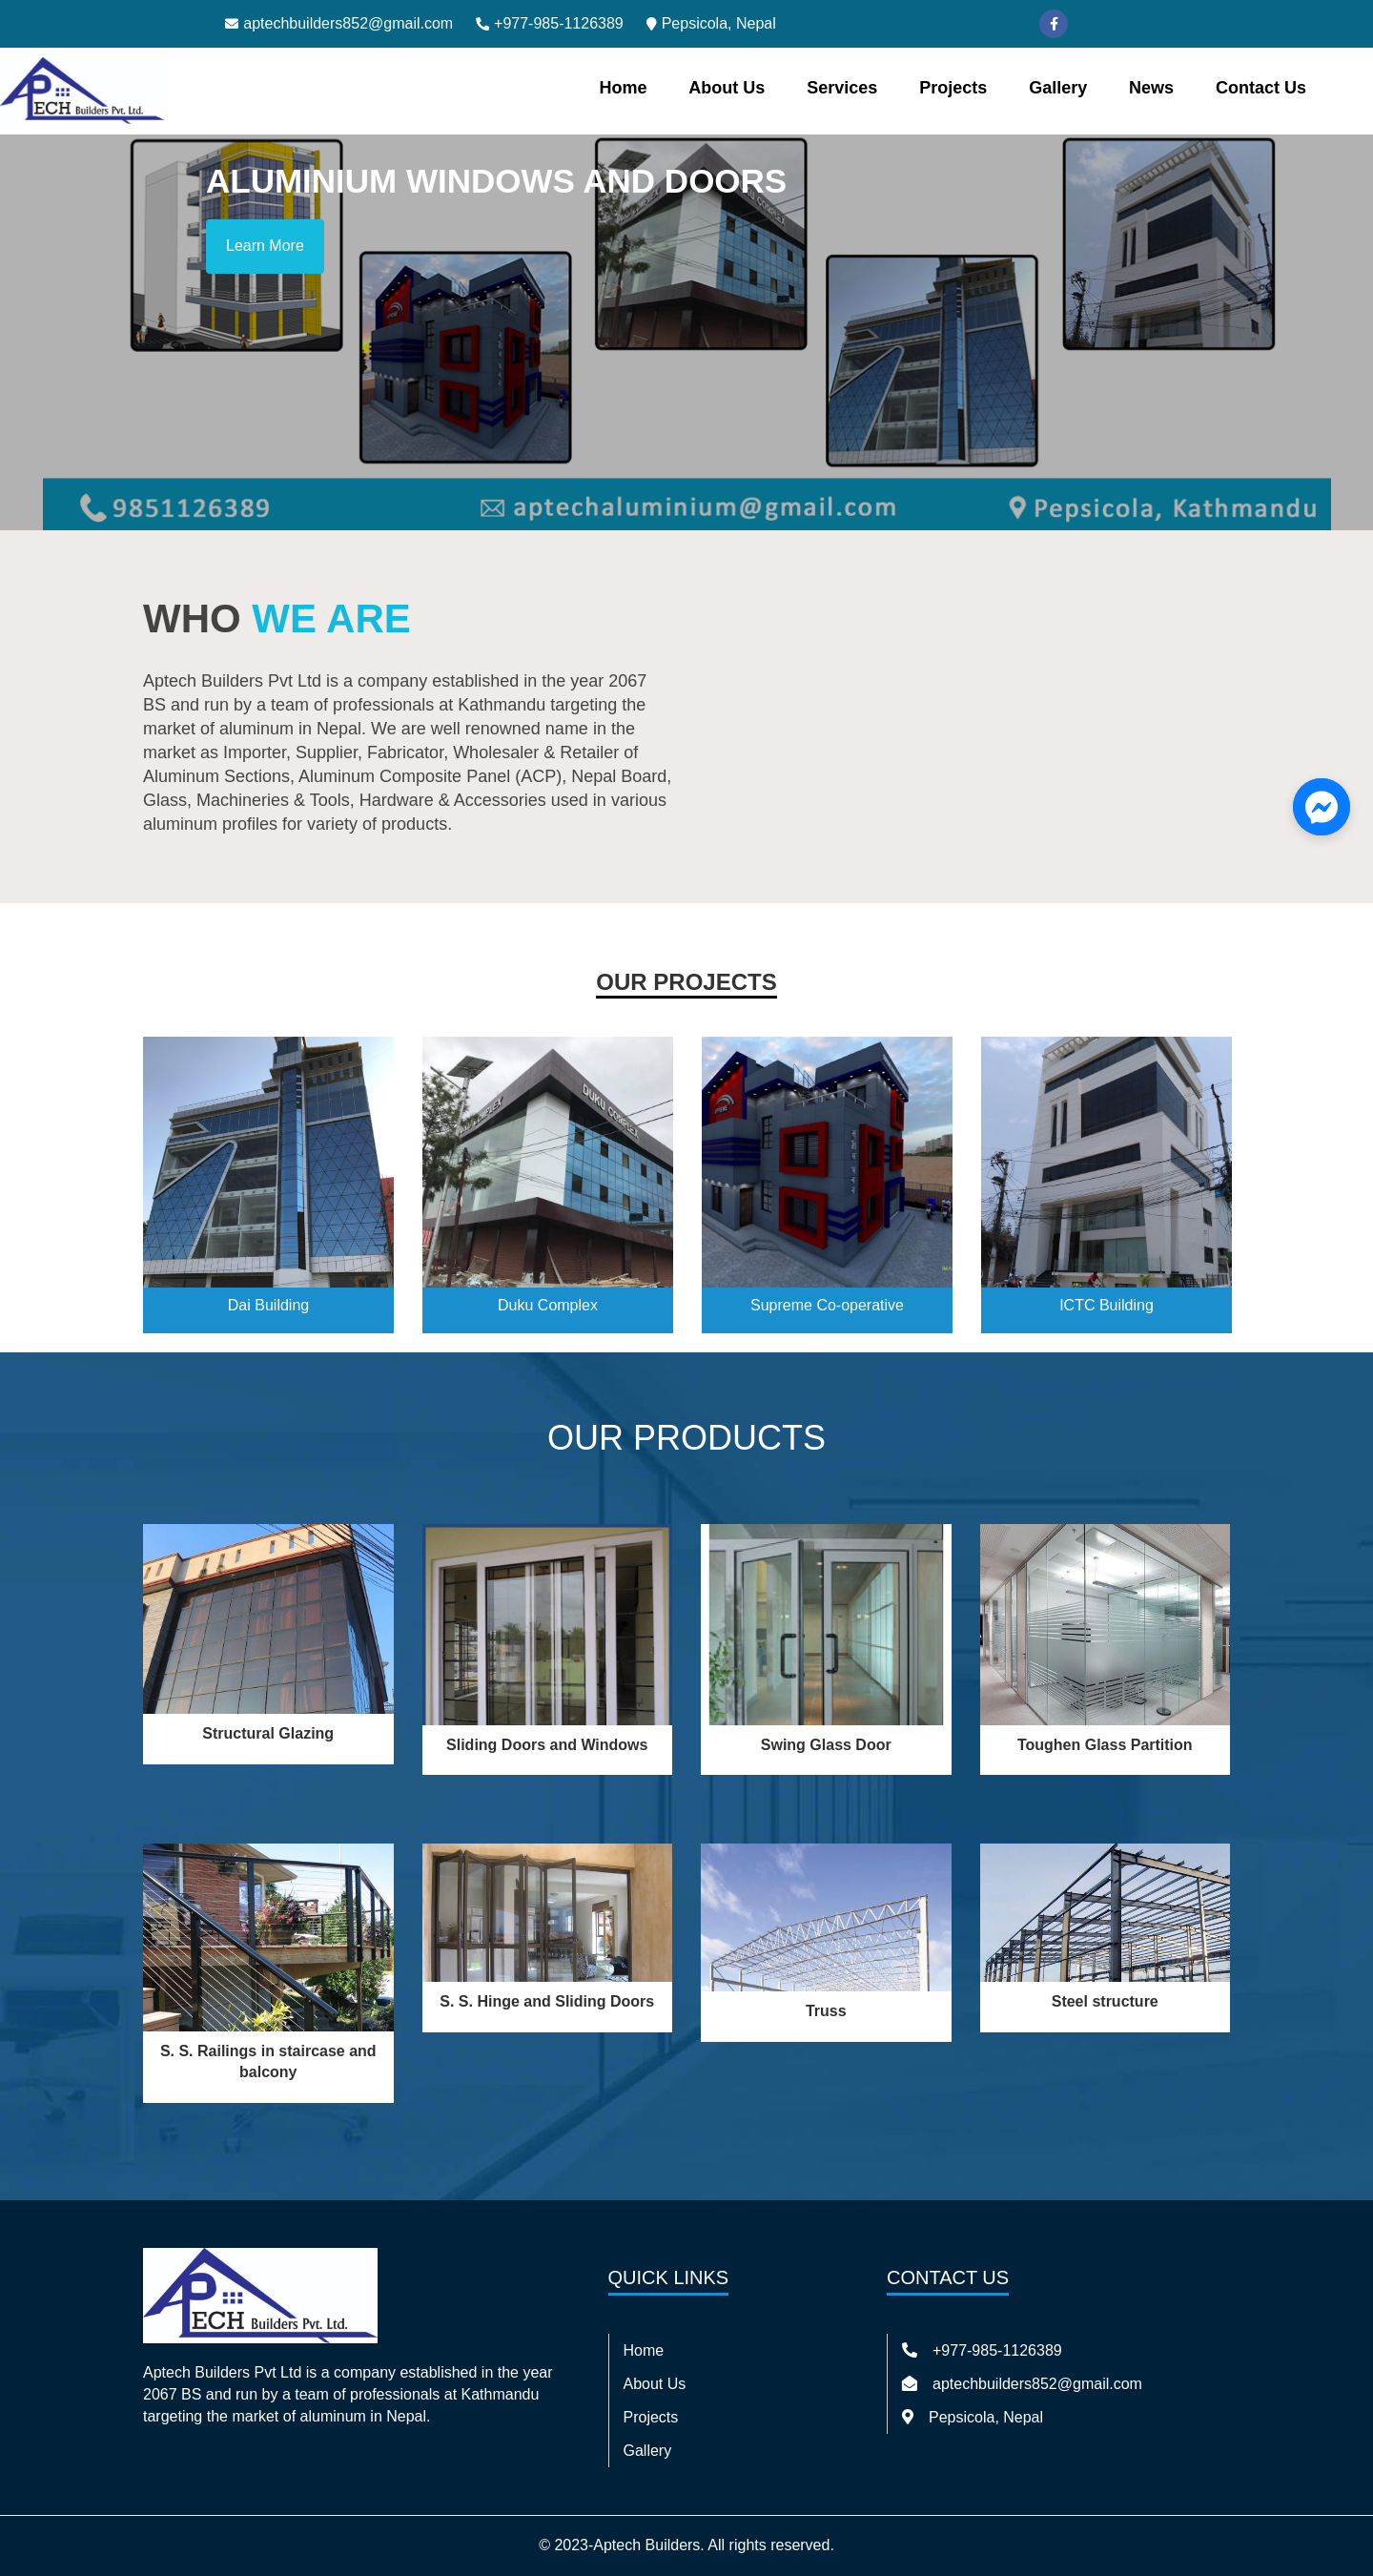 aptechbuilders852@gmail.com +977-985-1126389 Pepsicola, Nepal
APTECH Builders Pvt. Ltd.
Home About Us Services Projects Gallery News Contact Us
ALUMINIUM WINDOWS AND DOORS
Learn More
9851126389 aptechaluminium@gmail.com Pepsicola, Kathmandu
WHO WE ARE
Aptech Builders Pvt Ltd is a company established in the year 2067
BS and run by a team of professionals at Kathmandu targeting the
market of aluminum in Nepal. We are well renowned name in the
market as Importer, Supplier, Fabricator, Wholesaler & Retailer of
Aluminum Sections, Aluminum Composite Panel (ACP), Nepal Board,
Glass, Machineries & Tools, Hardware & Accessories used in various
aluminum profiles for variety of products.
OUR PROJECTS
DUKU COMPLEX
Dai Building Duku Complex Supreme Co-operative ICTC Building
OUR PRODUCTS
Structural Glazing
Sliding Doors and Windows Swing Glass Door Toughen Glass Partition
S. S. Hinge and Sliding Doors Truss Steel structure
S. S. Railings in staircase and
balcony
APTECH Builders Pvt. Ltd.
Aptech Builders Pvt Ltd is a company established in the year
2067 BS and run by a team of professionals at Kathmandu
targeting the market of aluminum in Nepal.
QUICK LINKS
Home
About Us
Projects
Gallery
CONTACT US
+977-985-1126389
aptechbuilders852@gmail.com
Pepsicola, Nepal
© 2023-Aptech Builders. All rights reserved.